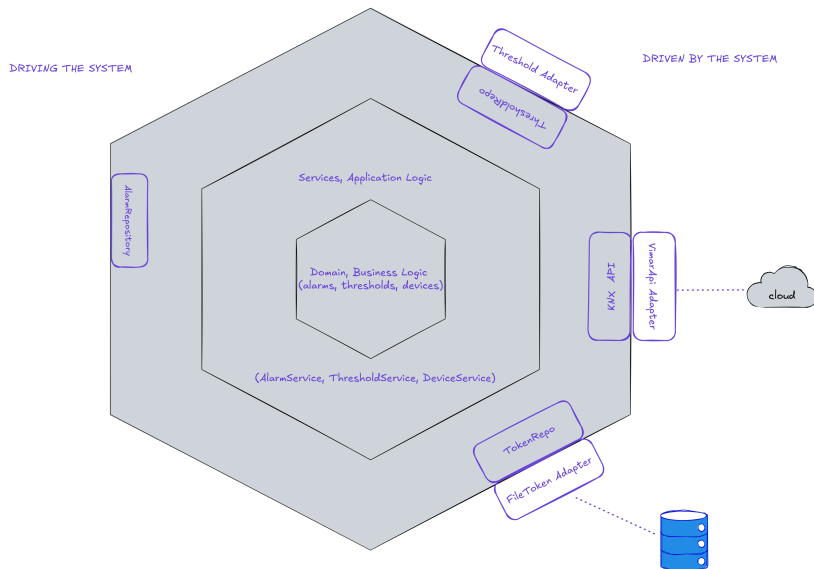 DRIVING THE SYSTEM
DRIVEN BY THE SYSTEM
Threshold Adapter
ThresholdRepo
Services, Application Logic
AlarmRepository
Domain, Business Logic
(alarms, thresholds, devices)
KNX API
VimarApi Adapter
cloud
(AlarmService, ThresholdService, DeviceService)
TokenRepo
FileToken Adapter